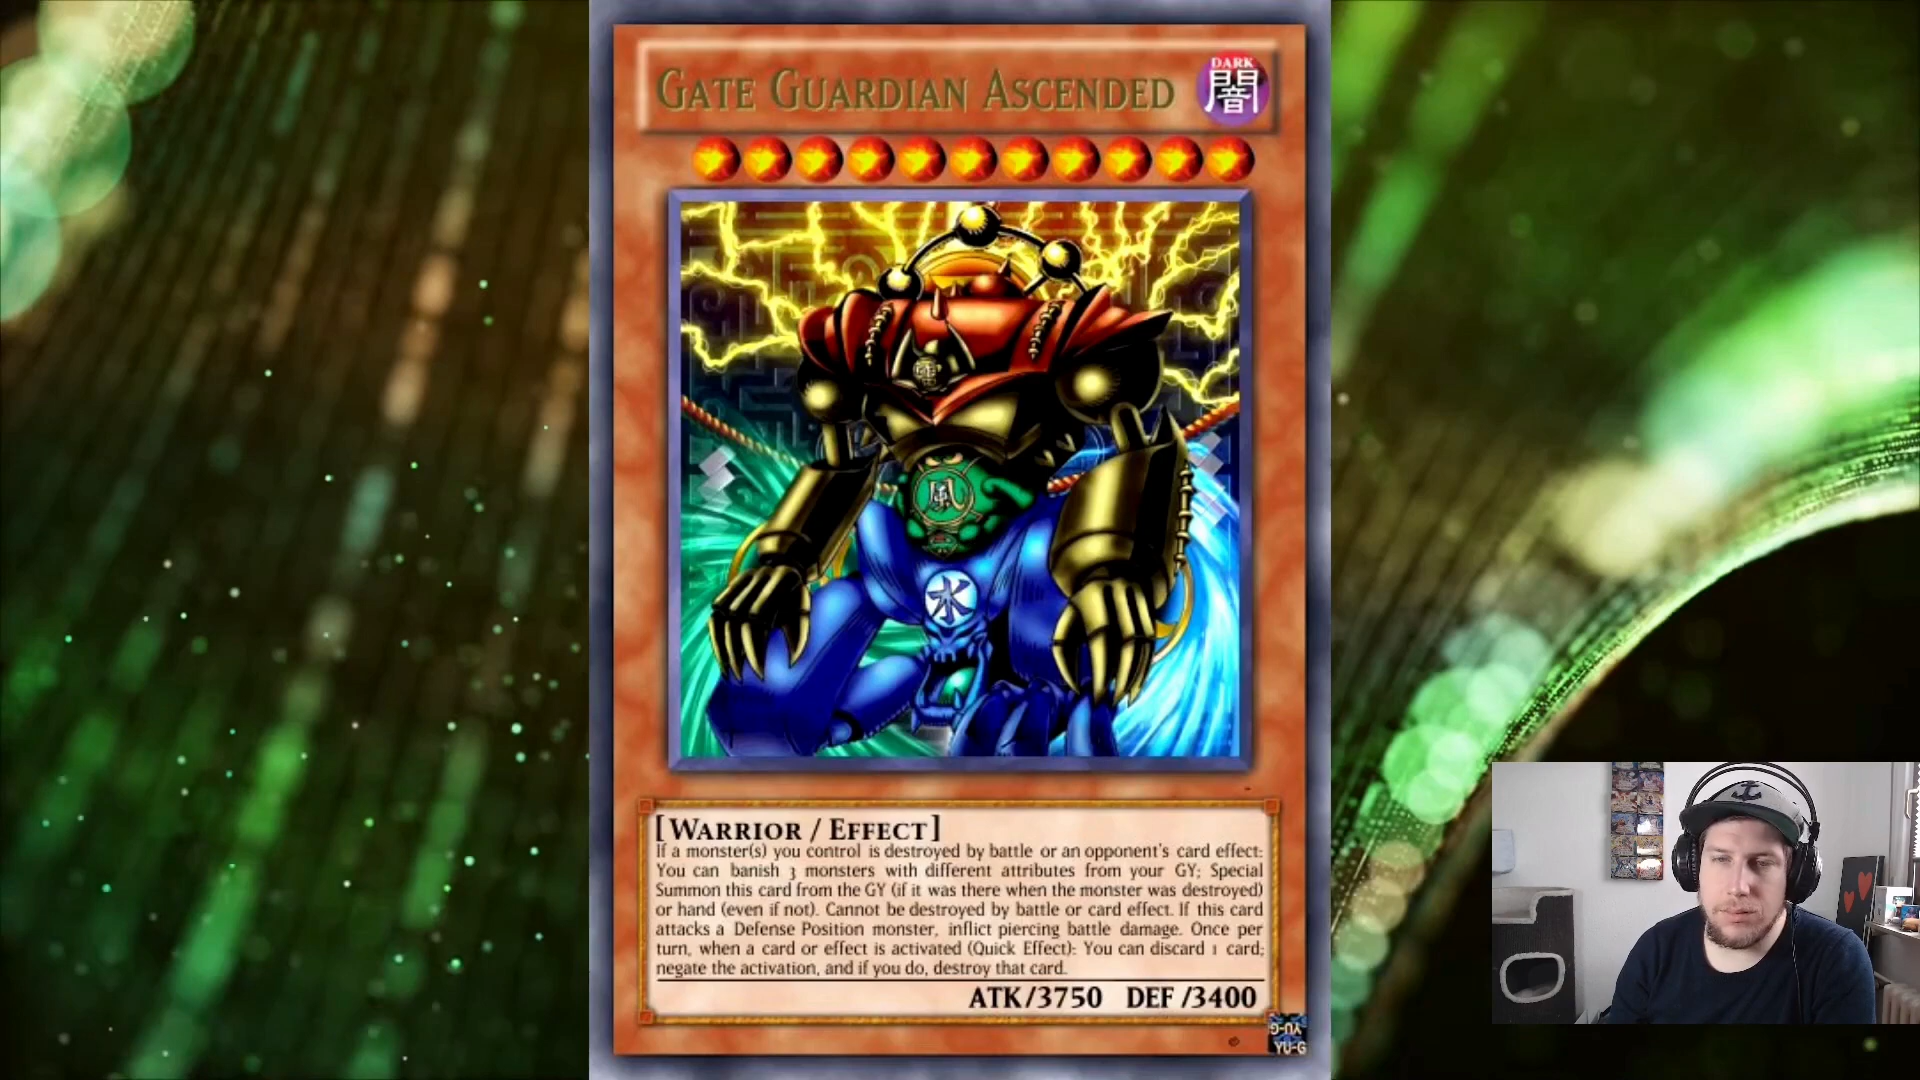 GATE GUARDIAN ASCENDED
DARK
闇
雷
風
水
[WARRIOR / EFFECT]
If a monster(s) you control is destroyed by battle or an opponent's card effect:
You can banish 3 monsters with different attributes from your GY; Special
Summon this card from the GY (if it was there when the monster was destroyed)
or hand (even if not). Cannot be destroyed by battle or card effect. If this card
attacks a Defense Position monster, inflict piercing battle damage. Once per
turn, when a card or effect is activated (Quick Effect): You can discard 1 card;
negate the activation, and if you do, destroy that card.
ATK/3750 DEF/3400
YU-G
YU-G